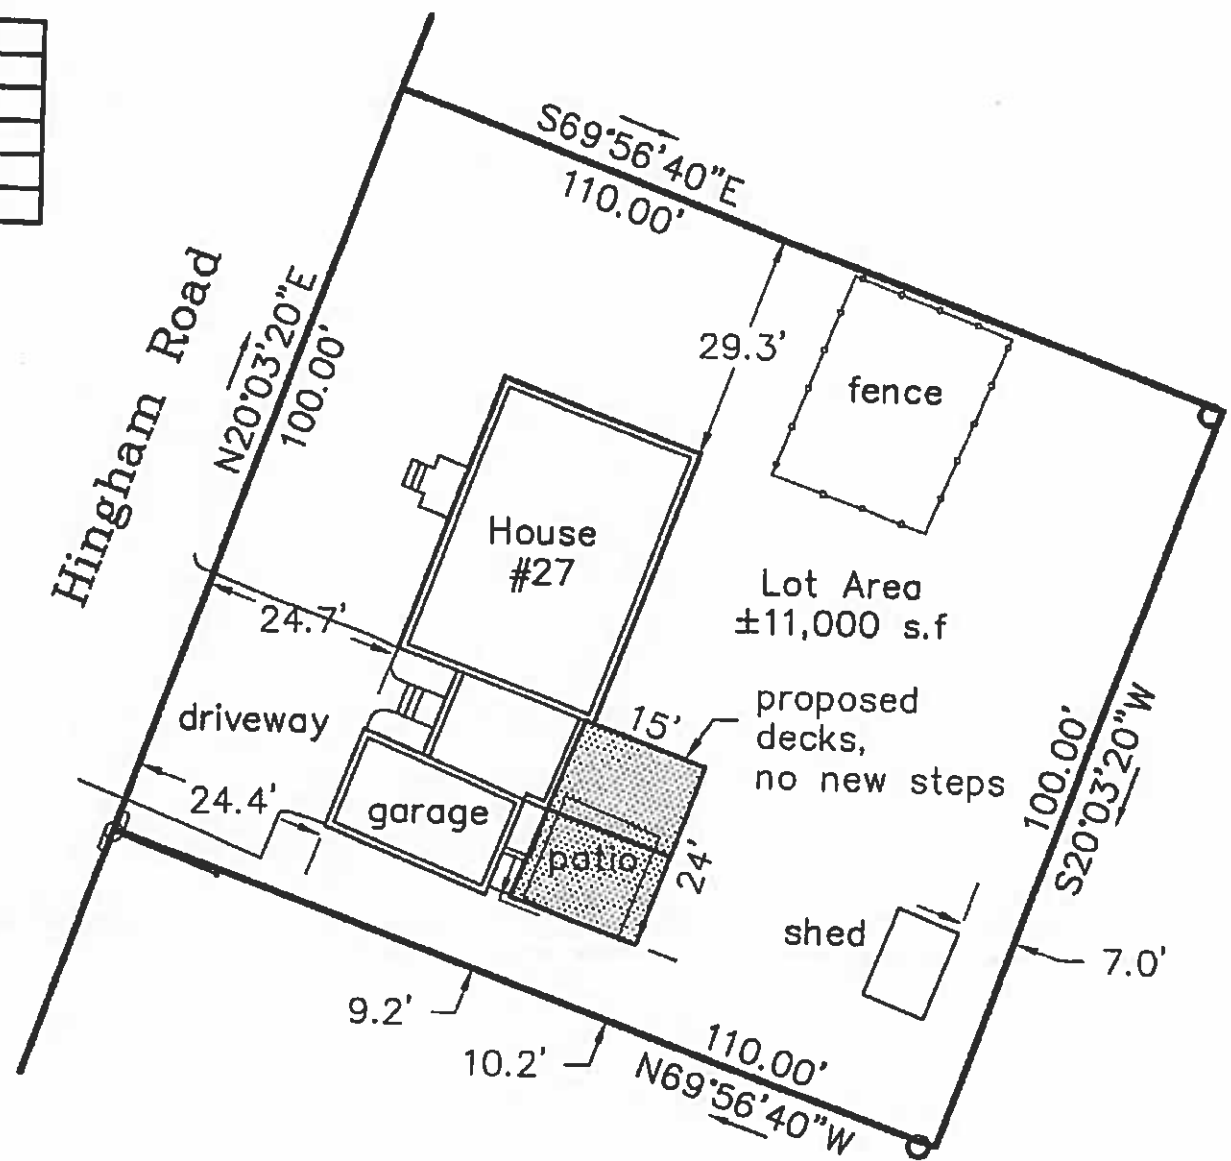 S69°56'40"E
110.00'
Hingham Road
N20°03'20"E
100.00'
29.3'
fence
House
#27
Lot Area
±11,000 s.f
24.7'
driveway
15'
proposed
decks,
no new steps
100.00'
S20°03'20"W
24.4'
garage
patio
24'
shed
7.0'
9.2'
10.2'
110.00'
N69°56'40"W